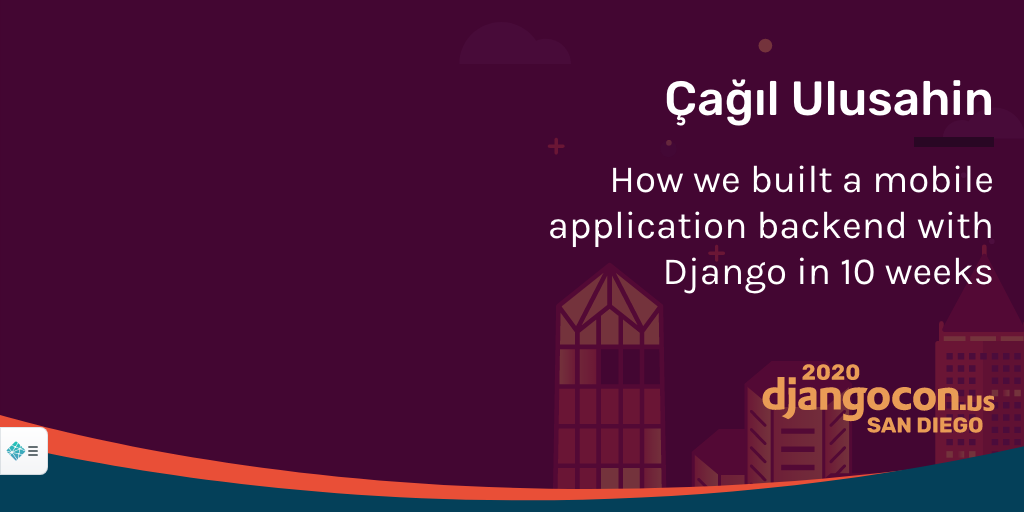 Çağıl Ulusahin
How we built a mobile
application backend with
Django in 10 weeks
2020
djangocon.us
SAN DIEGO